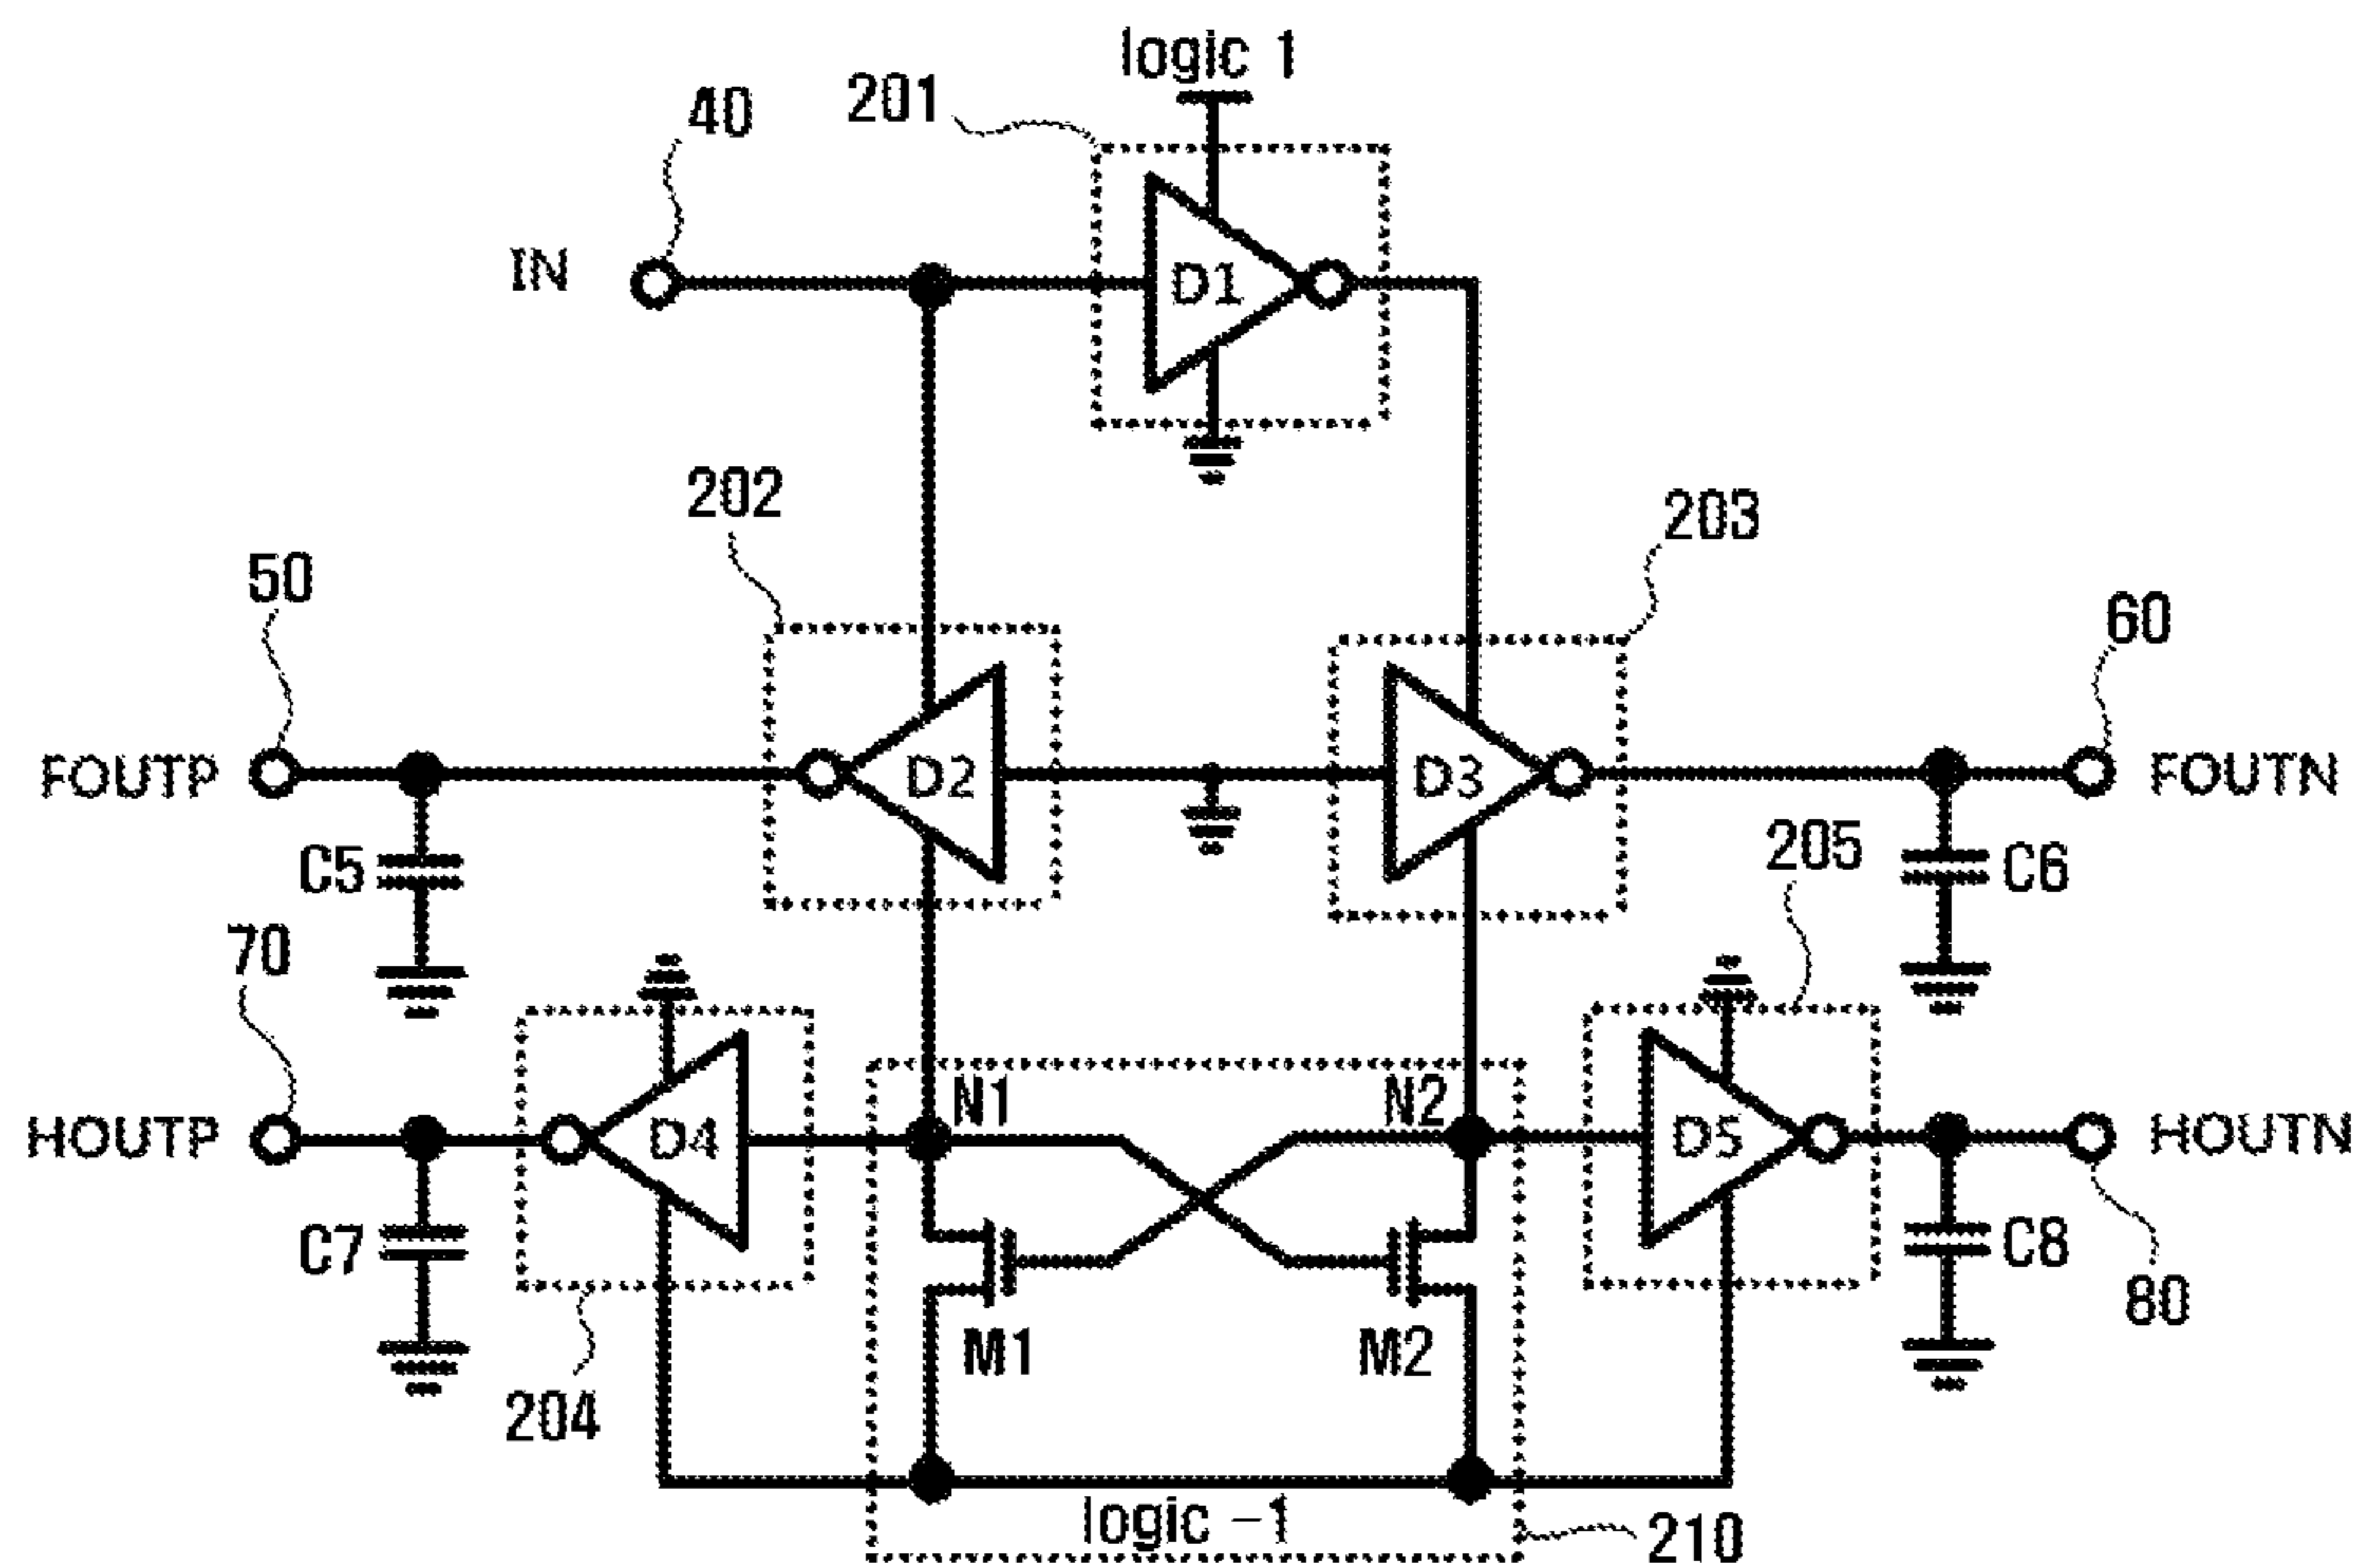 logic 1
201
40
IN
D1
202
203
50
60
FOUTP
D2
D3
FOUTN
C5
205
C6
70
N1
N2
HOUTP
D4
D5
HOUTN
C7
C8
M1
M2
80
204
logic -1
210